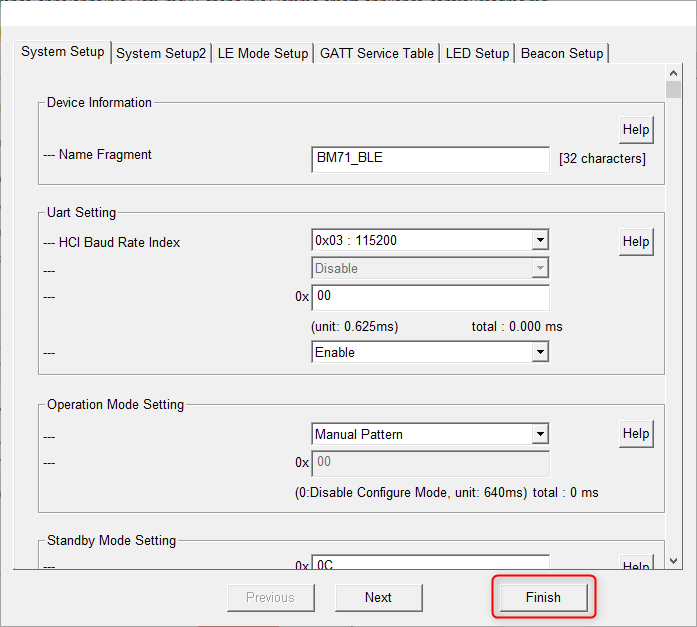 System Setup System Setup2 LE Mode Setup GATT Service Table LED Setup Beacon Setup
Device Information
Help
--- Name Fragment BM71_BLE [32 characters]
Uart Setting
--- HCI Baud Rate Index 0x03 : 115200 Help
--- Disable
--- 0x 00
(unit: 0.625ms) total : 0.000 ms
--- Enable
Operation Mode Setting
--- Manual Pattern Help
--- 0x 00
(0:Disable Configure Mode, unit: 640ms) total : 0 ms
Standby Mode Setting
--- 0x 0C Help
Previous Next Finish